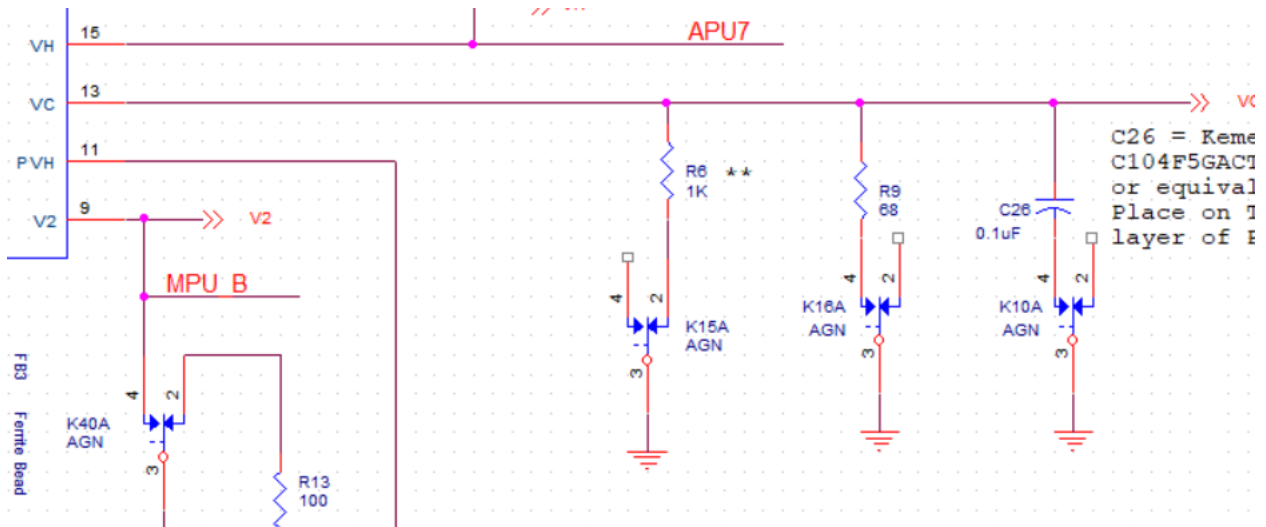 VH 15
APU7
VC 13
C26 = Keme
C104F5GACT
or equival
Place on T
layer of
PVH 11
R6 **
1K
R9
68
C26
0.1uF
V2 9
V2
MPU B
4 2
K15A
AGN
3
4 2
K16A
AGN
3
4 2
K10A
AGN
3
FB3 Ferrite Bead
4 2
K40A
AGN
3
R13
100